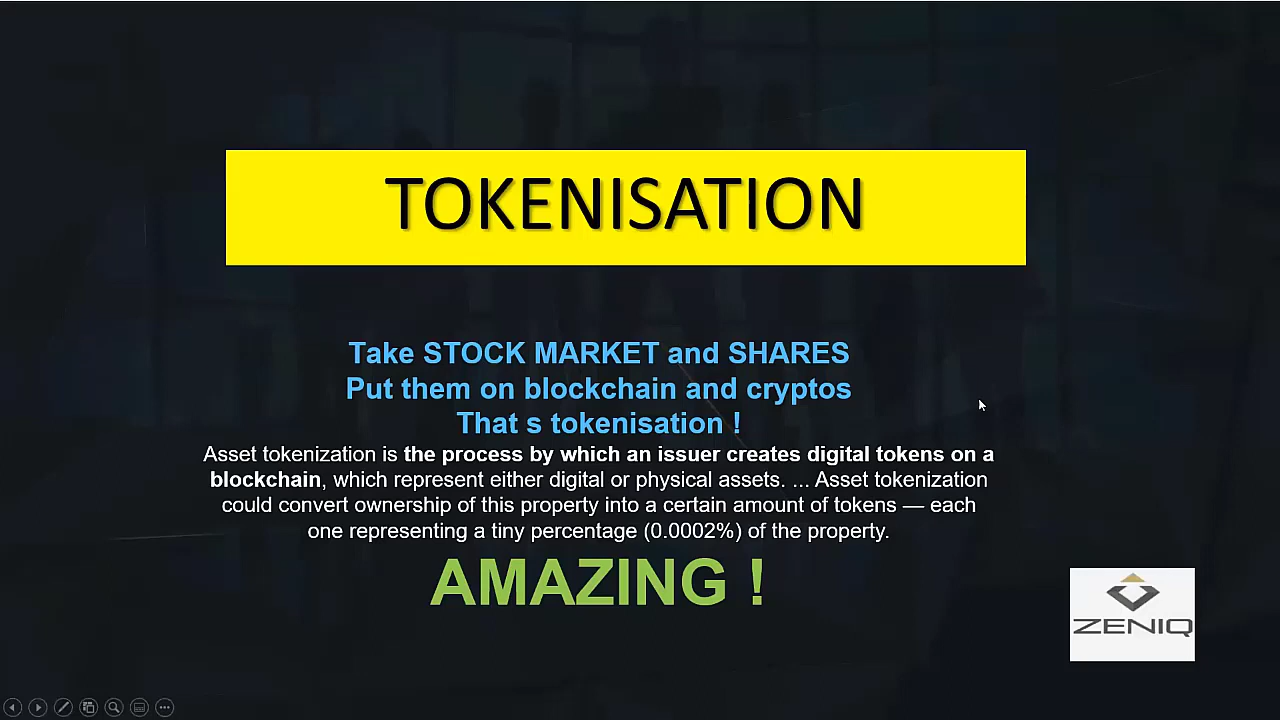 TOKENISATION
Take STOCK MARKET and SHARES
Put them on blockchain and cryptos
That s tokenisation !
Asset tokenization is the process by which an issuer creates digital tokens on a
blockchain, which represent either digital or physical assets. ... Asset tokenization
could convert ownership of this property into a certain amount of tokens — each
one representing a tiny percentage (0.0002%) of the property.
AMAZING !
ZENIQ